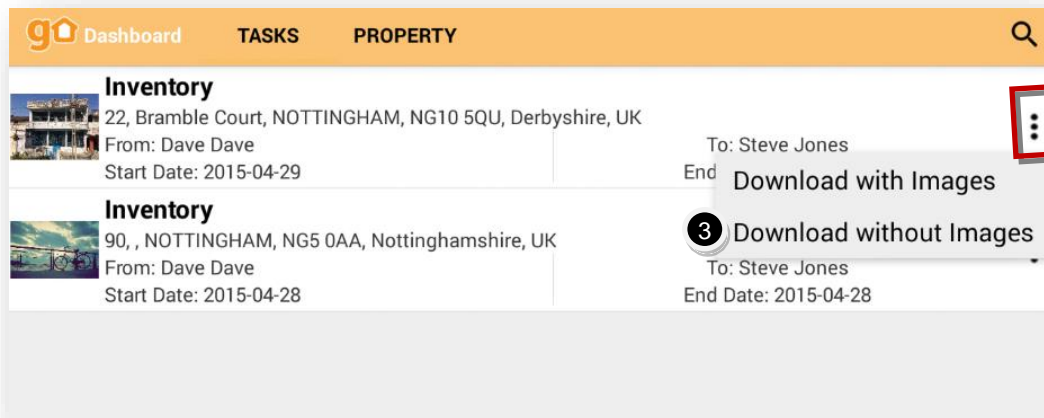 go Dashboard TASKS PROPERTY
Inventory
22, Bramble Court, NOTTINGHAM, NG10 5QU, Derbyshire, UK
From: Dave Dave To: Steve Jones
Start Date: 2015-04-29 End
Download with Images
3 Download without Images
Inventory
90, , NOTTINGHAM, NG5 0AA, Nottinghamshire, UK
From: Dave Dave To: Steve Jones
Start Date: 2015-04-28 End Date: 2015-04-28